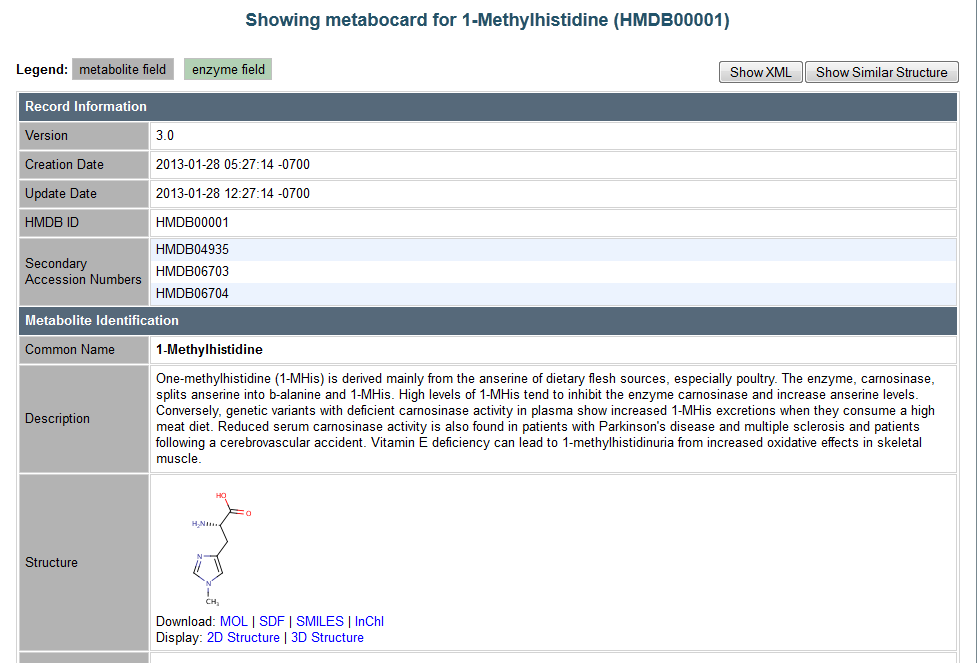 Showing metabocard for 1-Methylhistidine (HMDB00001)
Legend: metabolite field enzyme field
Show XML Show Similar Structure
Record Information
Version 3.0
Creation Date 2013-01-28 05:27:14 -0700
Update Date 2013-01-28 12:27:14 -0700
HMDB ID HMDB00001
Secondary
Accession Numbers
HMDB04935
HMDB06703
HMDB06704
Metabolite Identification
Common Name 1-Methylhistidine
Description
One-methylhistidine (1-MHis) is derived mainly from the anserine of dietary flesh sources, especially poultry. The enzyme, carnosinase,
splits anserine into b-alanine and 1-MHis. High levels of 1-MHis tend to inhibit the enzyme carnosinase and increase anserine levels.
Conversely, genetic variants with deficient carnosinase activity in plasma show increased 1-MHis excretions when they consume a high
meat diet. Reduced serum carnosinase activity is also found in patients with Parkinson's disease and multiple sclerosis and patients
following a cerebrovascular accident. Vitamin E deficiency can lead to 1-methylhistidinuria from increased oxidative effects in skeletal
muscle.
Structure
HO
O
H₂N
N
N
CH₃
Download: MOL | SDF | SMILES | InChI
Display: 2D Structure | 3D Structure